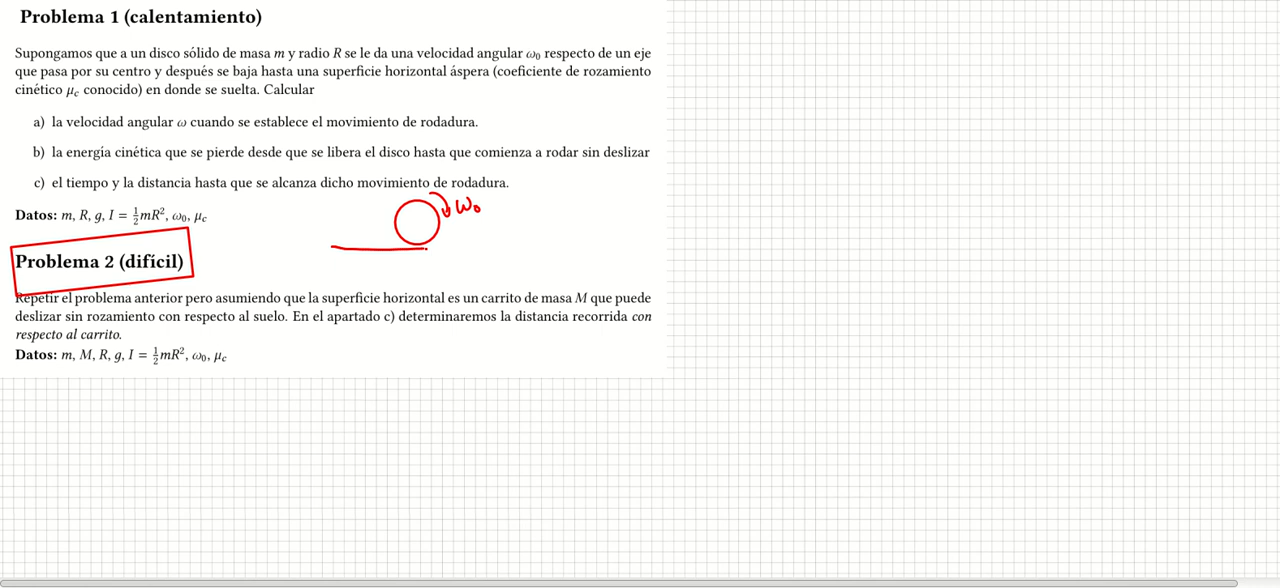 Problema 1 (calentamiento)
Supongamos que a un disco sólido de masa m y radio R se le da una velocidad angular ω₀ respecto de un eje
que pasa por su centro y después se baja hasta una superficie horizontal áspera (coeficiente de rozamiento
cinético μ_c conocido) en donde se suelta. Calcular
a) la velocidad angular ω cuando se establece el movimiento de rodadura.
b) la energía cinética que se pierde desde que se libera el disco hasta que comienza a rodar sin deslizar
c) el tiempo y la distancia hasta que se alcanza dicho movimiento de rodadura.
Datos: m, R, g, I = ½mR², ω₀, μ_c
ω₀
Problema 2 (difícil)
Repetir el problema anterior pero asumiendo que la superficie horizontal es un carrito de masa M que puede
deslizar sin rozamiento con respecto al suelo. En el apartado c) determinaremos la distancia recorrida con
respecto al carrito.
Datos: m, M, R, g, I = ½mR², ω₀, μ_c